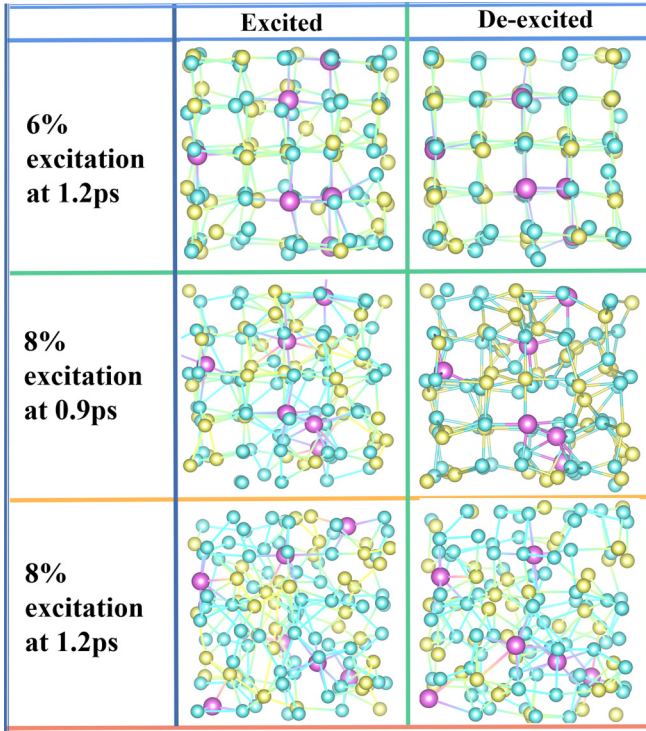 Excited
De-excited
6%
excitation
at 1.2ps
8%
excitation
at 0.9ps
8%
excitation
at 1.2ps